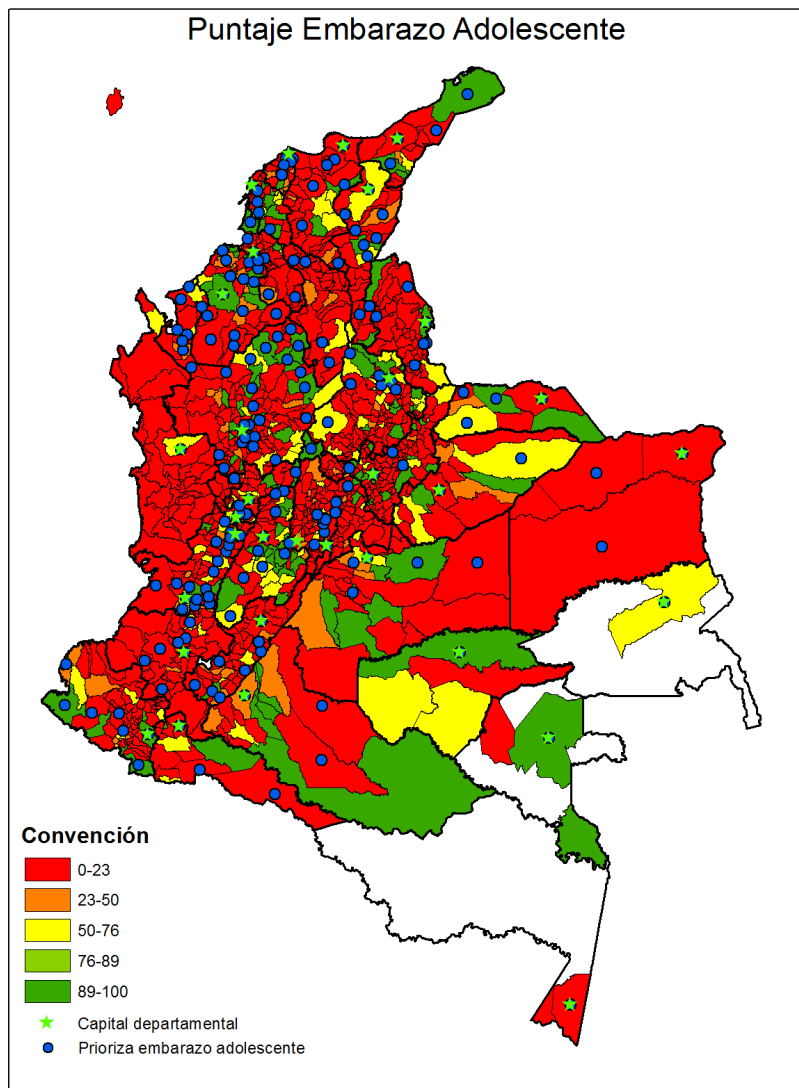 Puntaje Embarazo Adolescente
Convención
0-23
23-50
50-76
76-89
89-100
Capital departamental
Prioriza embarazo adolescente